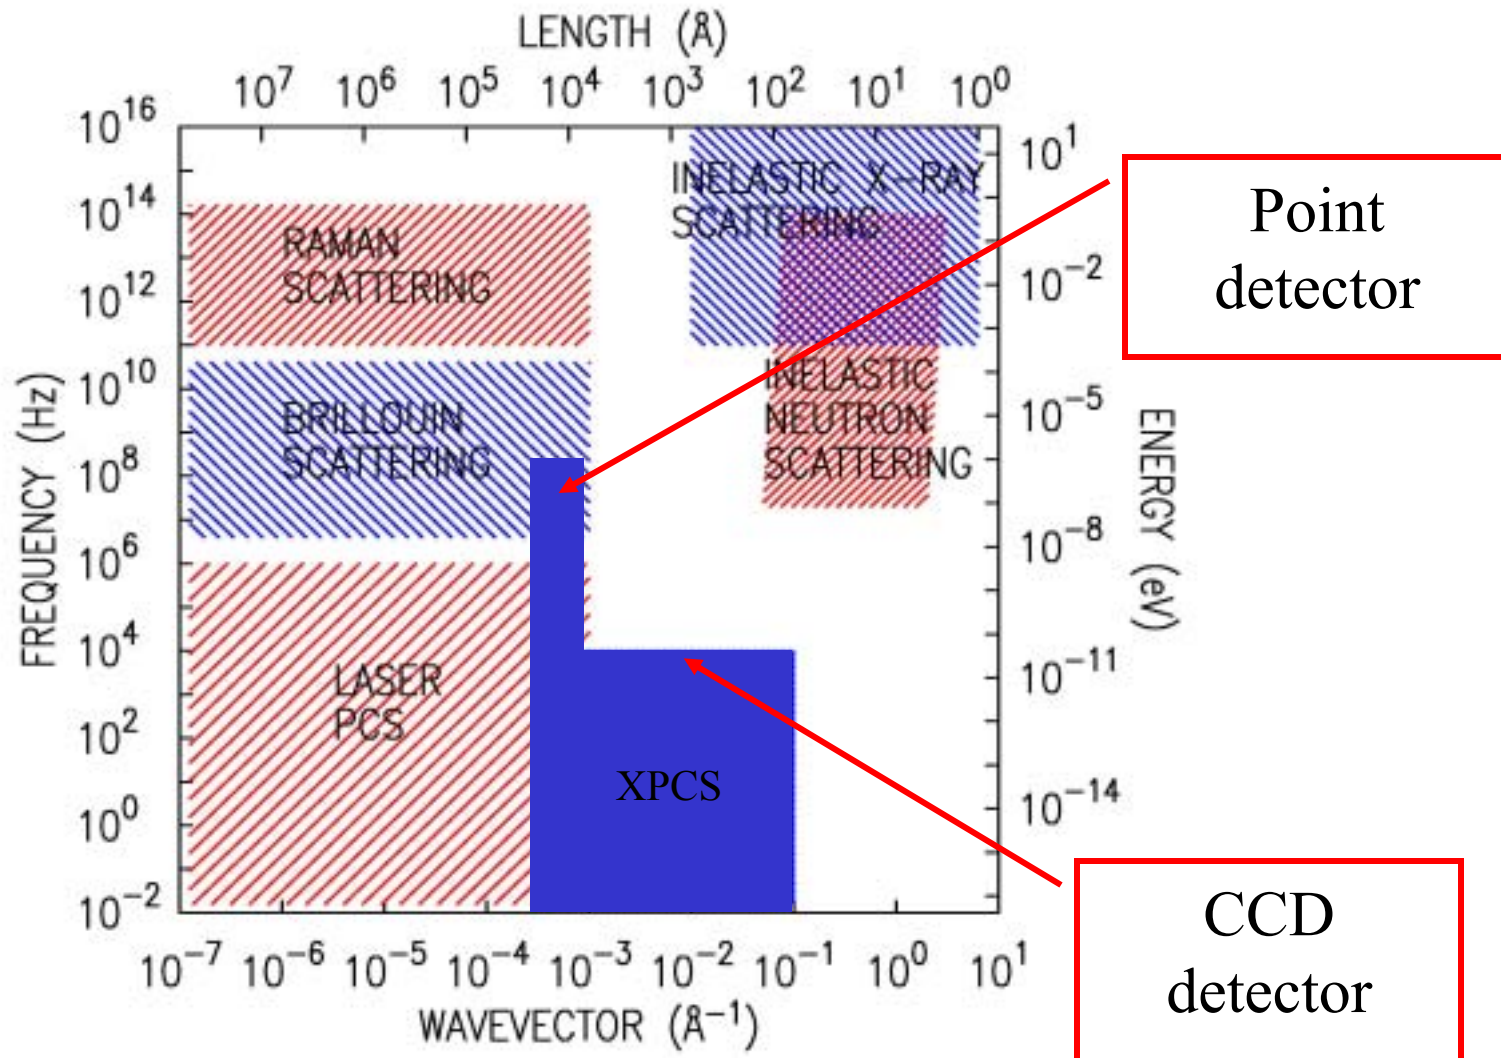 LENGTH (Å)
10⁷ 10⁶ 10⁵ 10⁴ 10³ 10² 10¹ 10⁰
10¹⁶
10¹⁴
10¹²
10¹⁰
10⁸
10⁶
10⁴
10²
10⁰
10⁻²
FREQUENCY (Hz)
RAMAN
SCATTERING
BRILLOUIN
SCATTERING
LASER
PCS
XPCS
INELASTIC X-RAY
SCATTERING
INELASTIC
NEUTRON
SCATTERING
10¹
10⁻²
10⁻⁵
10⁻⁸
10⁻¹¹
10⁻¹⁴
ENERGY (eV)
Point
detector
CCD
detector
10⁻⁷ 10⁻⁶ 10⁻⁵ 10⁻⁴ 10⁻³ 10⁻² 10⁻¹ 10⁰ 10¹
WAVEVECTOR (Å⁻¹)